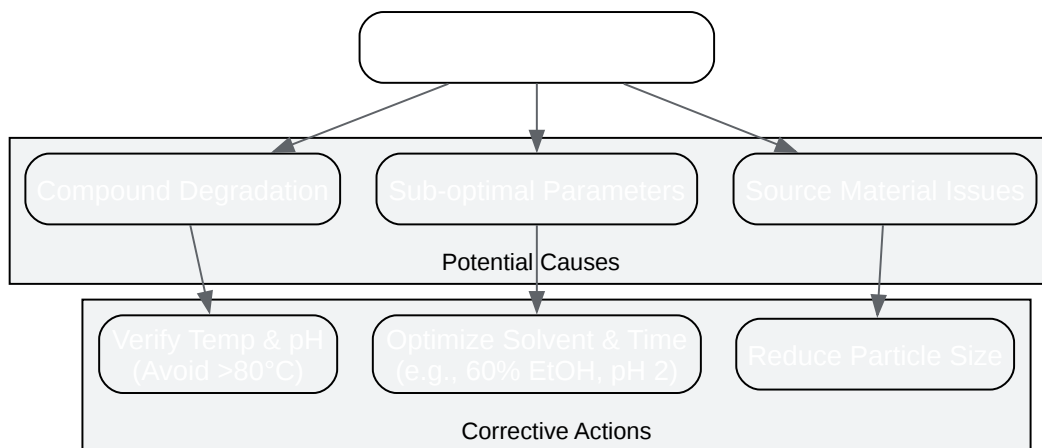 Compound Degradation
Sub-optimal Parameters
Source Material Issues
Potential Causes
Verify Temp & pH
(Avoid >80°C)
Optimize Solvent & Time
(e.g., 60% EtOH, pH 2)
Reduce Particle Size
Corrective Actions